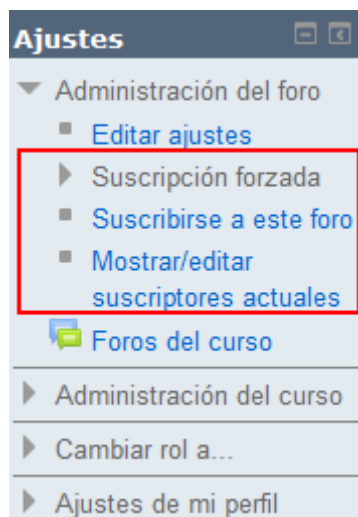 Ajustes
Administración del foro
Editar ajustes
Suscripción forzada
Suscribirse a este foro
Mostrar/editar
suscriptores actuales
Foros del curso
Administración del curso
Cambiar rol a...
Ajustes de mi perfil